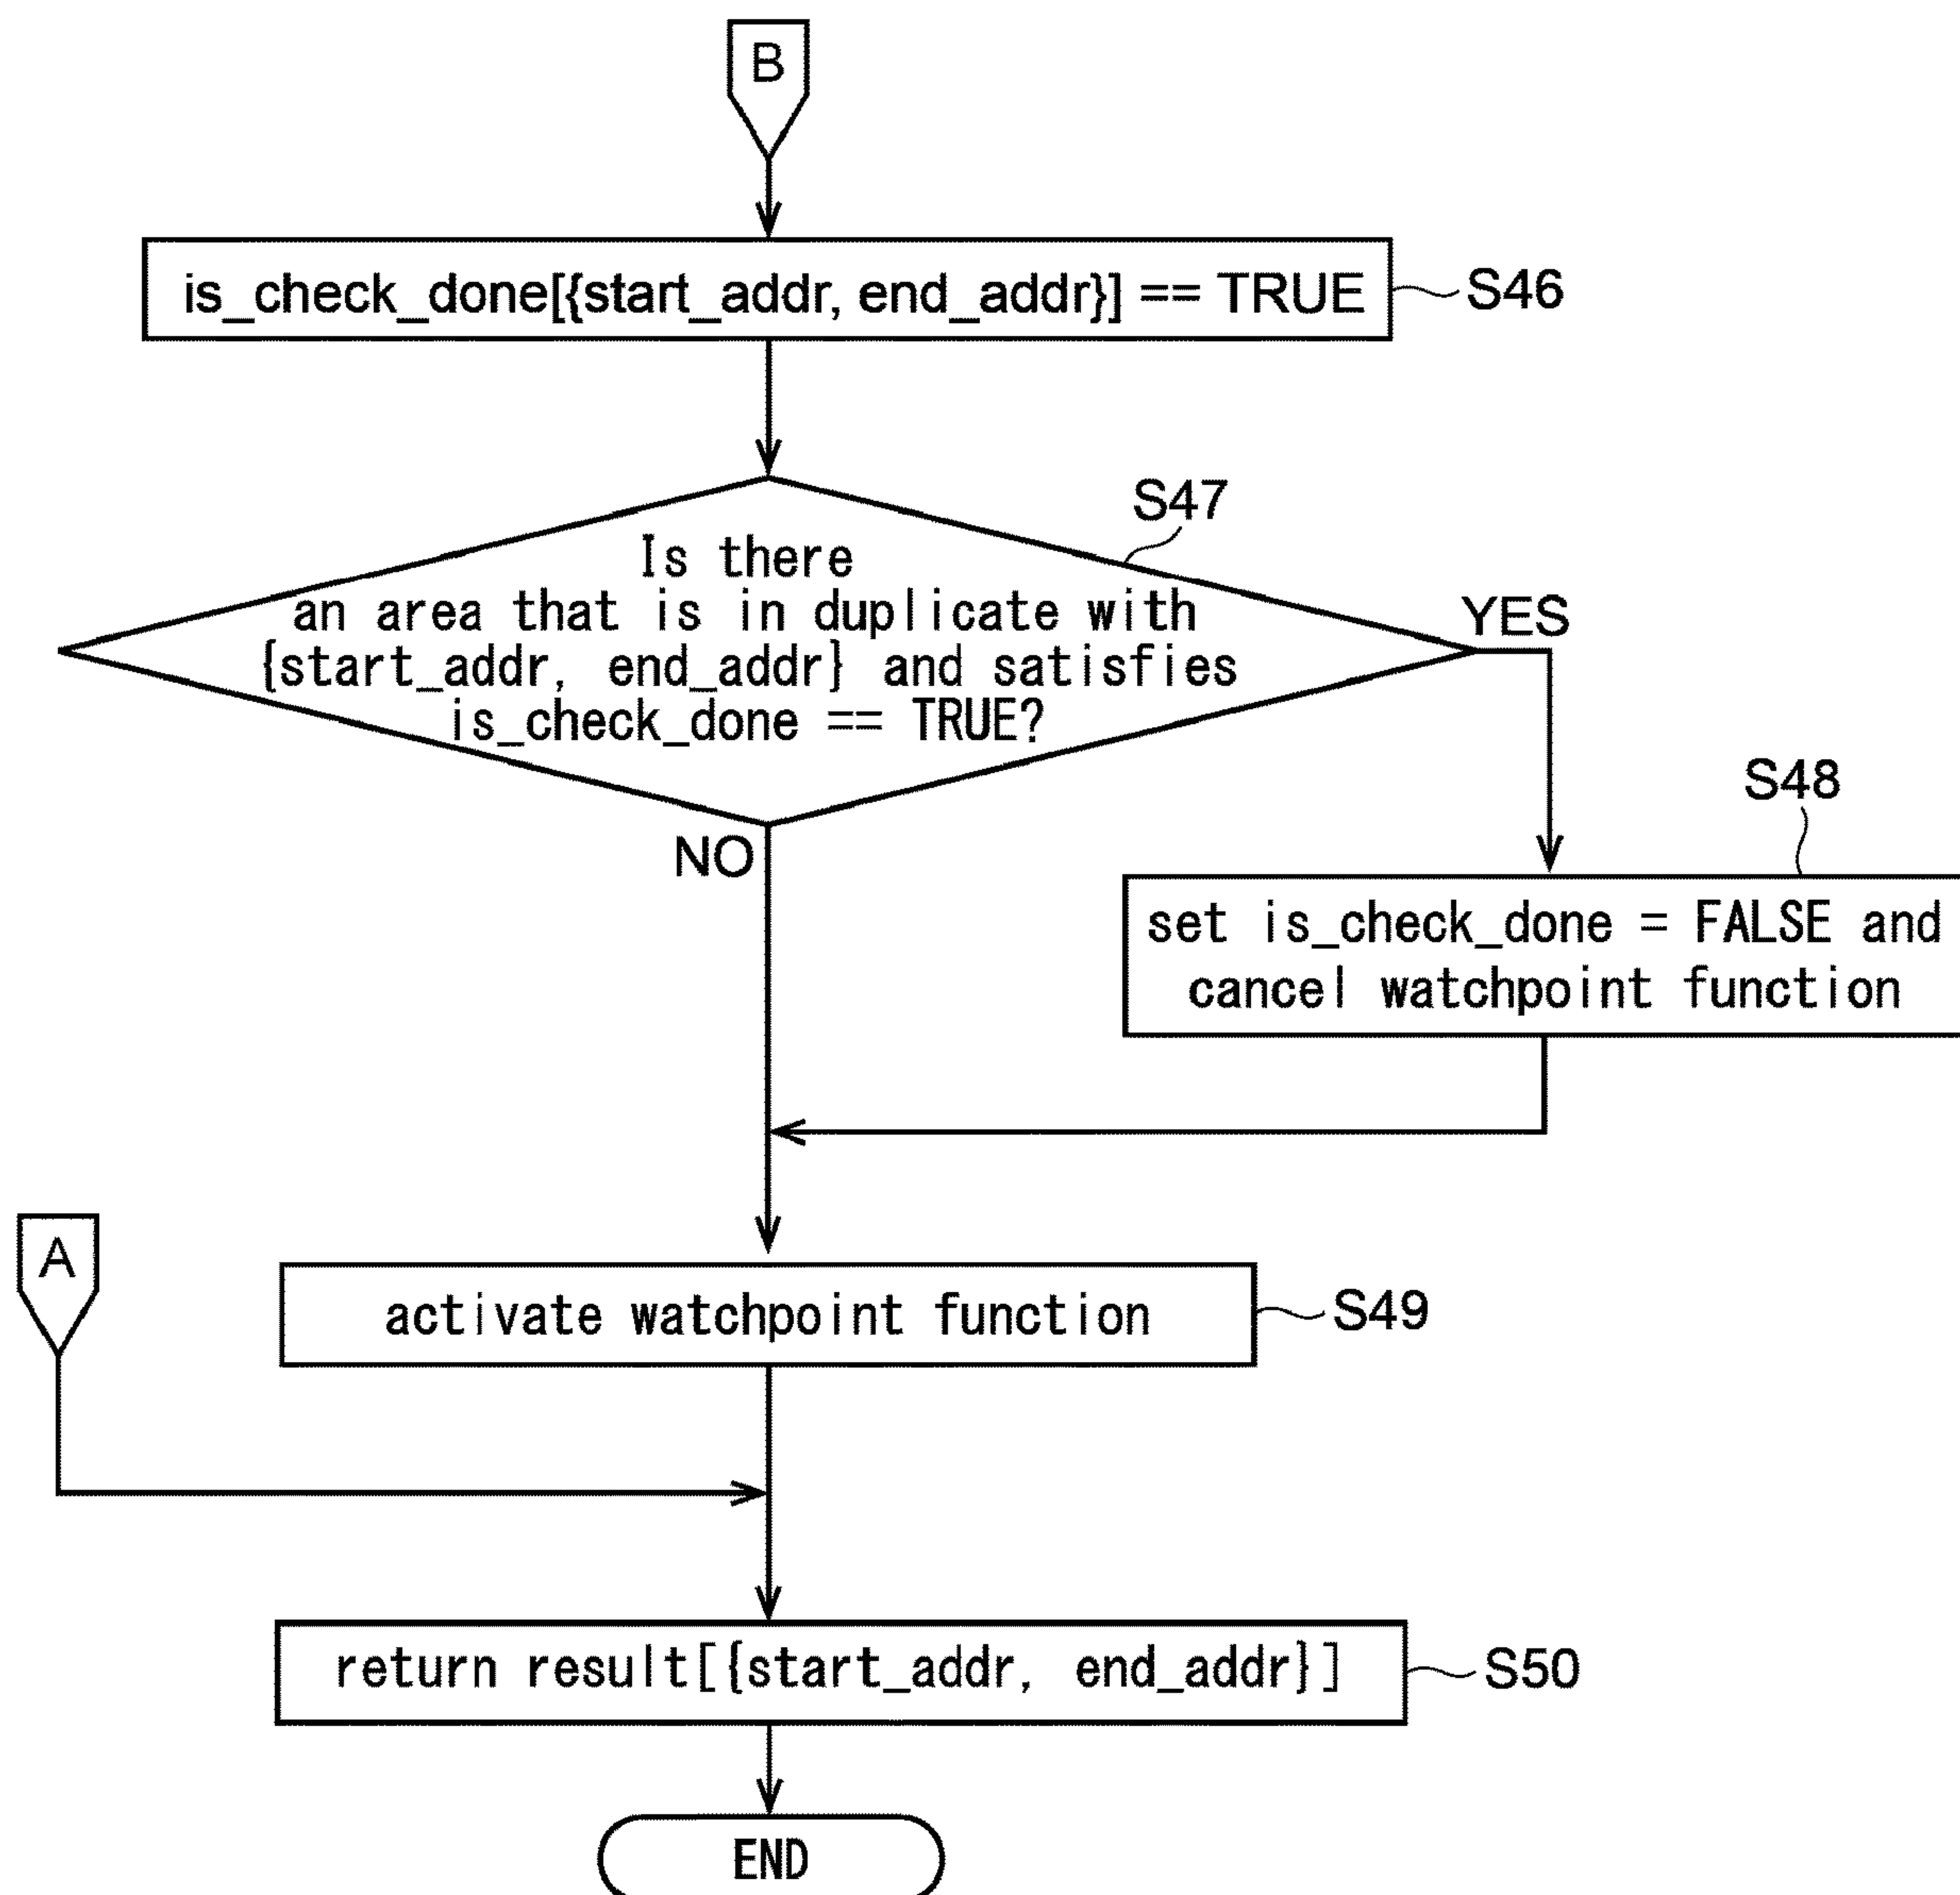 B
is_check_done[{start_addr, end_addr}] == TRUE
S46
S47
Is there
an area that is in duplicate with
{start_addr, end_addr} and satisfies
is_check_done == TRUE?
YES
NO
S48
set is_check_done = FALSE and
cancel watchpoint function
A
activate watchpoint function
S49
return result[{start_addr, end_addr}]
S50
END